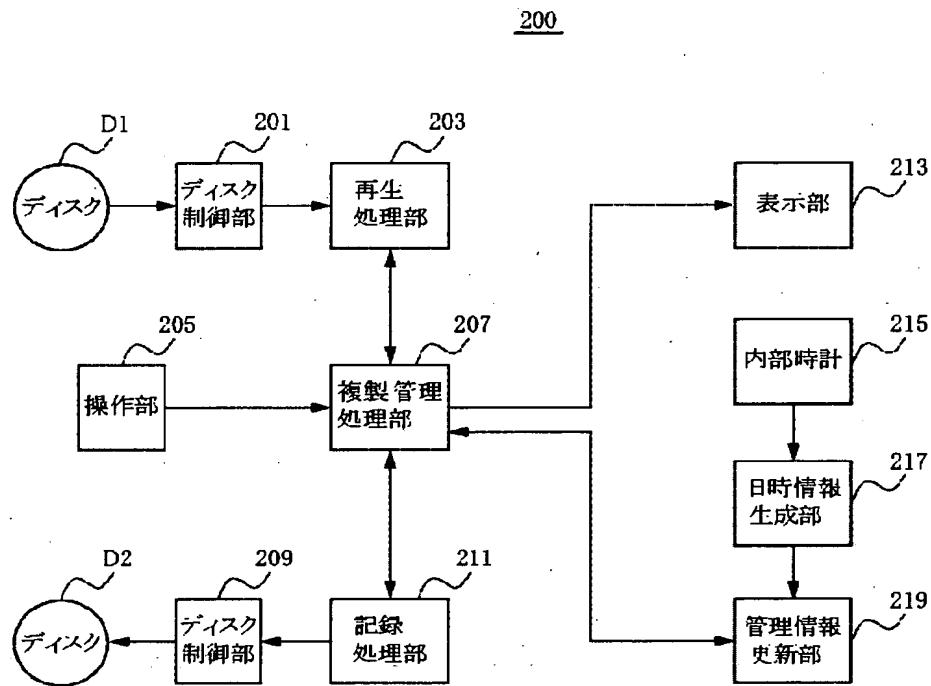 200
D1
201
203
ディスク
ディスク
制御部
再生
処理部
表示部
213
205
207
215
操作部
複製管理
処理部
内部時計
217
日時情報
生成部
D2
209
211
219
ディスク
ディスク
制御部
記録
処理部
管理情報
更新部